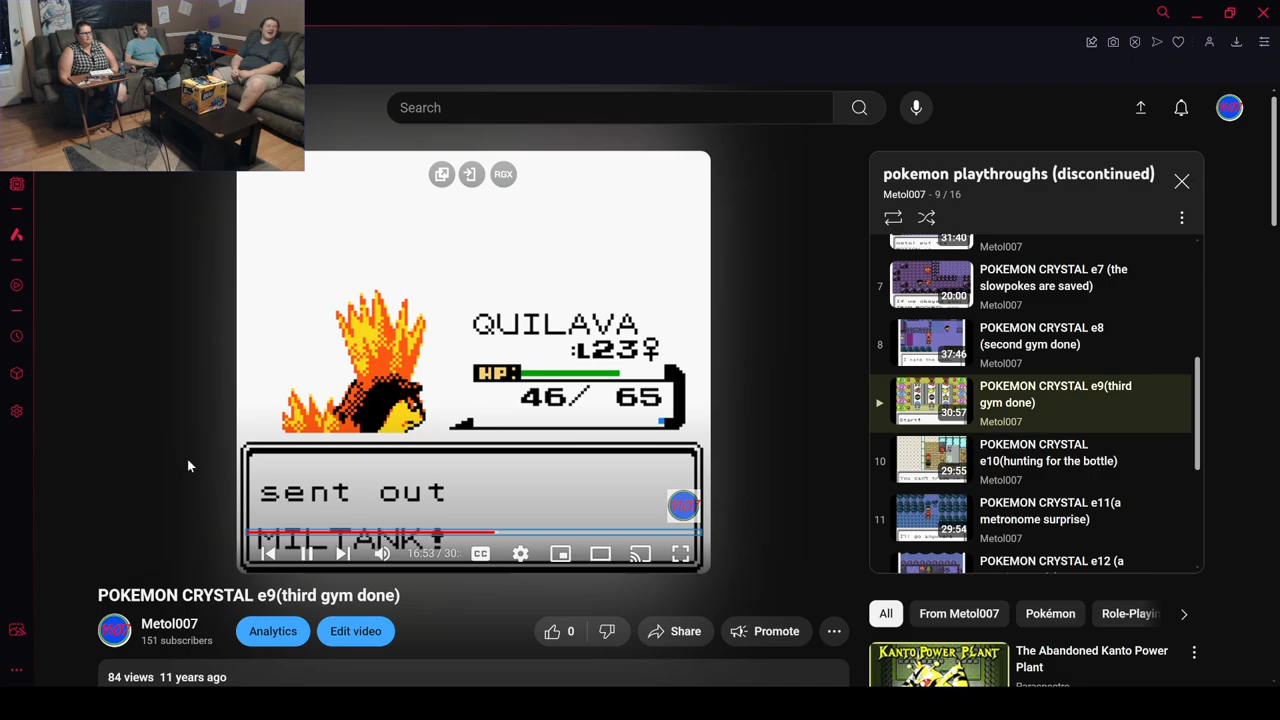 Search
RGX
QUILAVA
:L23♀
HP:
46/ 65
sent out
MILTANK!
16:53 / 30:
CC
POKEMON CRYSTAL e9(third gym done)
Metol007
151 subscribers
Analytics
Edit video
0
Share
Promote
84 views 11 years ago
pokemon playthroughs (discontinued)
Metol007 - 9 / 16
31:40
Metol007
7
20:00
POKEMON CRYSTAL e7 (the
slowpokes are saved)
Metol007
8
37:46
POKEMON CRYSTAL e8
(second gym done)
Metol007
Start!
30:57
POKEMON CRYSTAL e9(third
gym done)
Metol007
10
29:55
POKEMON CRYSTAL
e10(hunting for the bottle)
Metol007
11
29:54
POKEMON CRYSTAL e11(a
metronome surprise)
Metol007
POKEMON CRYSTAL e12 (a
All
From Metol007
Pokémon
Role-Playin
KANTO POWER PLANT
The Abandoned Kanto Power
Plant